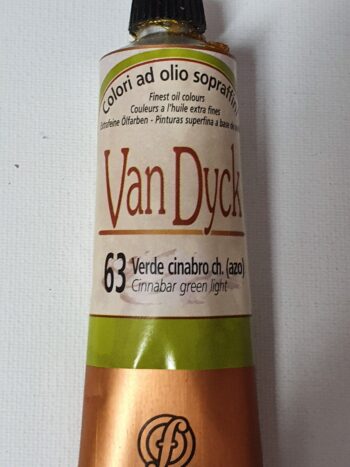 Colori ad olio sopraffini
Finest oil colours
Couleurs a l'huile extra fines
Extrafeine Ölfarben - Pinturas superfina a base de
Van Dyck
63 Verde cinabro ch. (azo)
Cinnabar green light